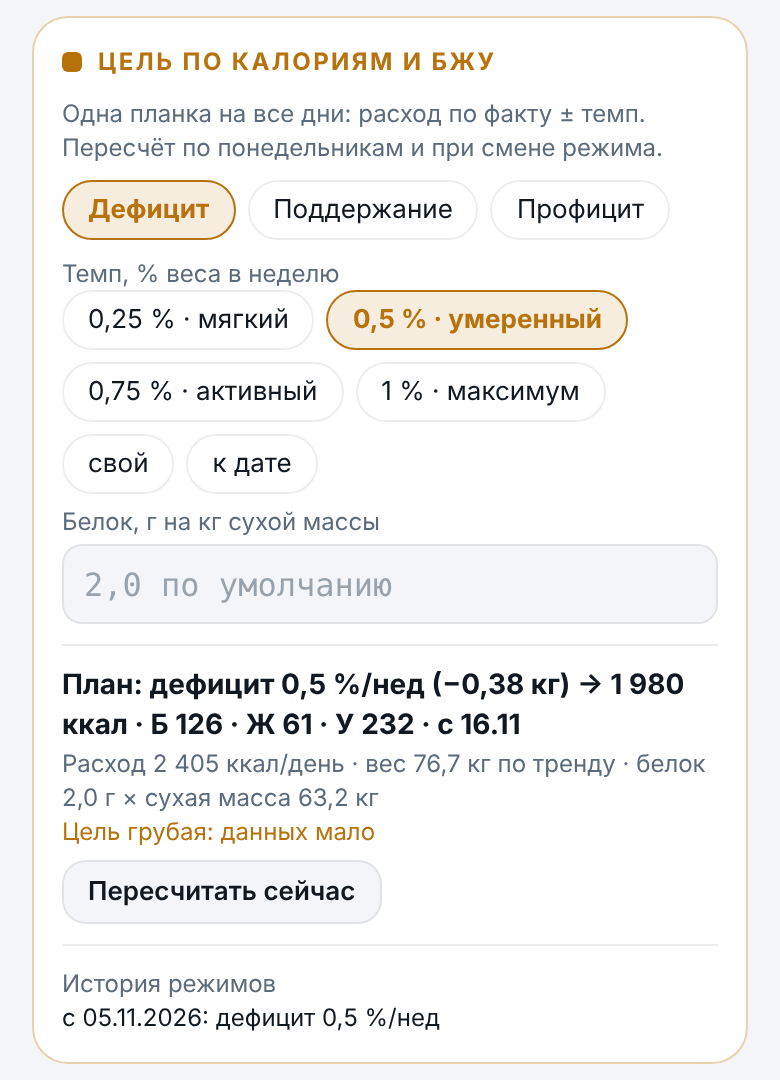 ЦЕЛЬ ПО КАЛОРИЯМ И БЖУ
Одна планка на все дни: расход по факту ± темп.
Пересчёт по понедельникам и при смене режима.
Дефицит Поддержание Профицит
Темп, % веса в неделю
0,25 % · мягкий 0,5 % · умеренный
0,75 % · активный 1 % · максимум
свой к дате
Белок, г на кг сухой массы
2,0 по умолчанию
План: дефицит 0,5 %/нед (−0,38 кг) → 1 980
ккал · Б 126 · Ж 61 · У 232 · с 16.11
Расход 2 405 ккал/день · вес 76,7 кг по тренду · белок
2,0 г × сухая масса 63,2 кг
Цель грубая: данных мало
Пересчитать сейчас
История режимов
с 05.11.2026: дефицит 0,5 %/нед